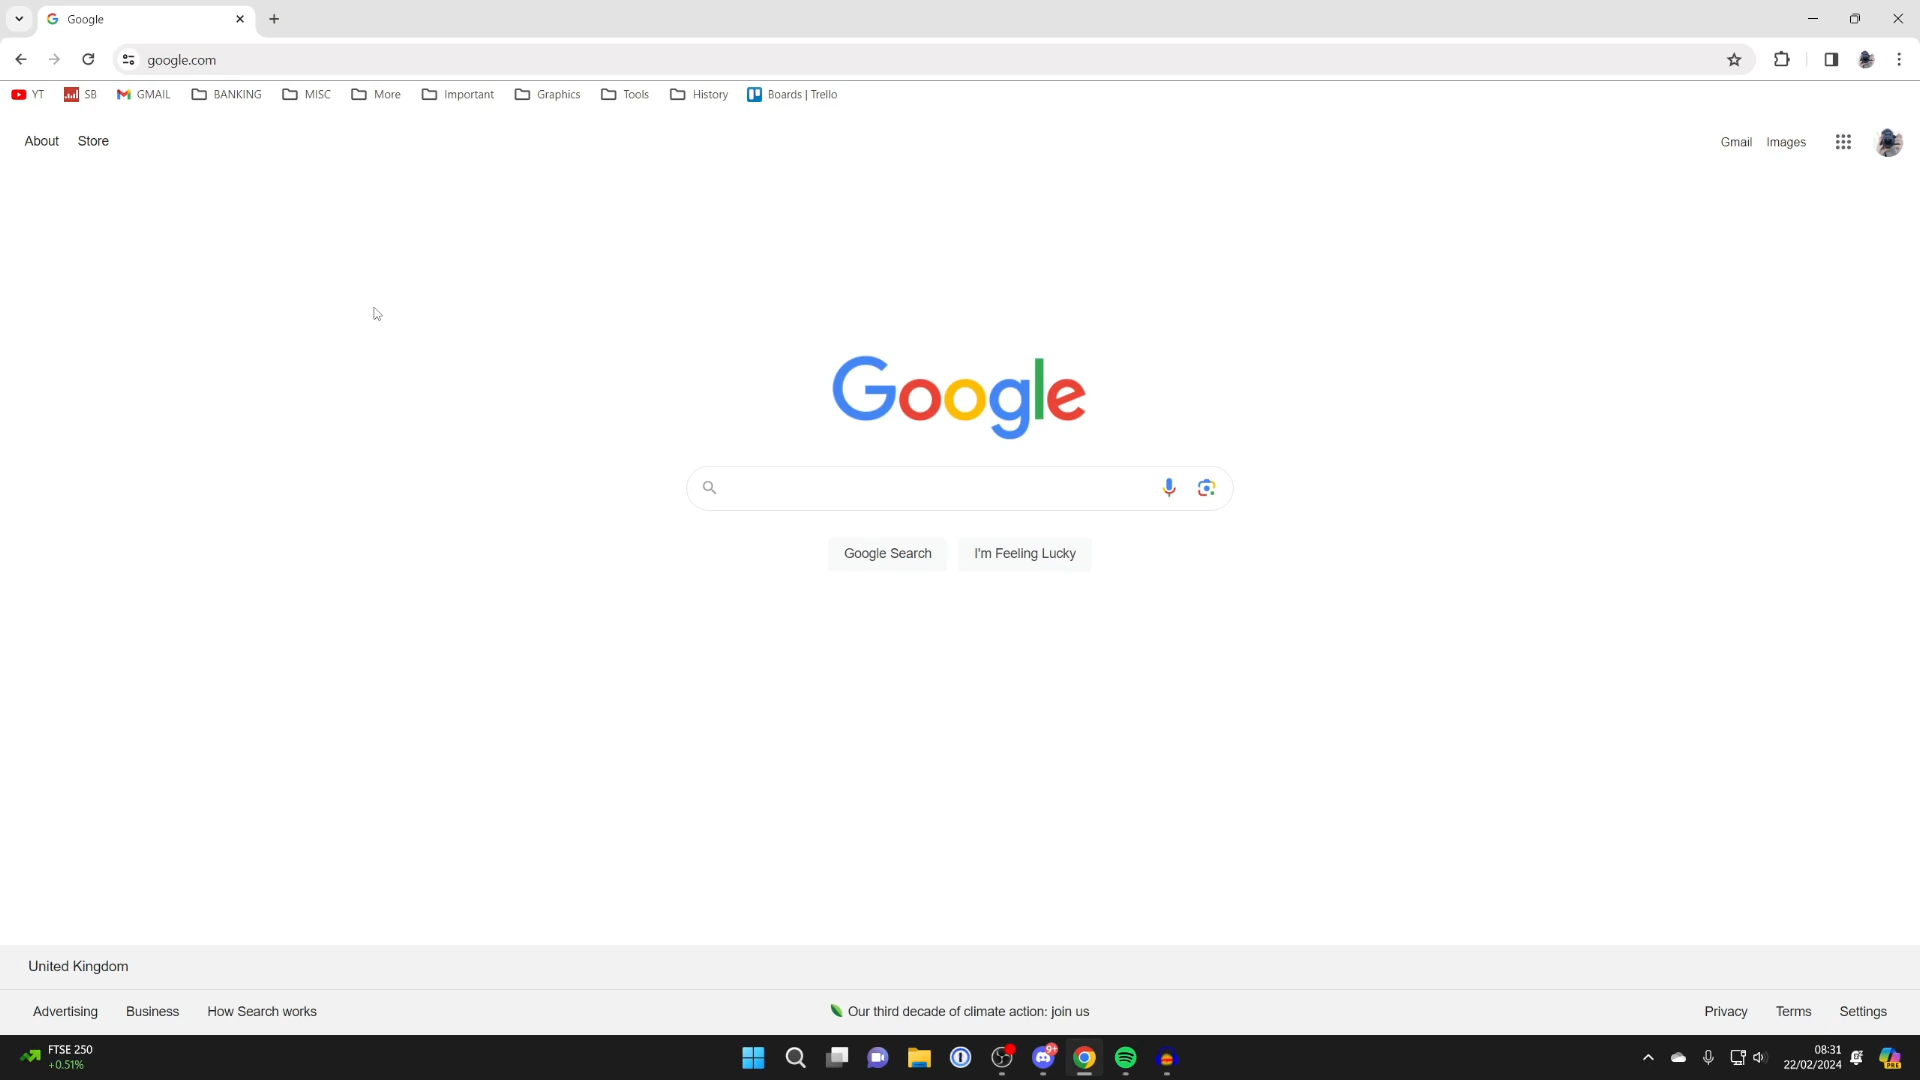 Google
google.com
YT SB GMAIL BANKING MISC More Important Graphics Tools History Boards | Trello
About Store Gmail Images
Google
Google Search I'm Feeling Lucky
United Kingdom
Advertising Business How Search works Our third decade of climate action: join us Privacy Terms Settings
FTSE 250
+0.51%
9+
08:31
22/02/2024
PRE